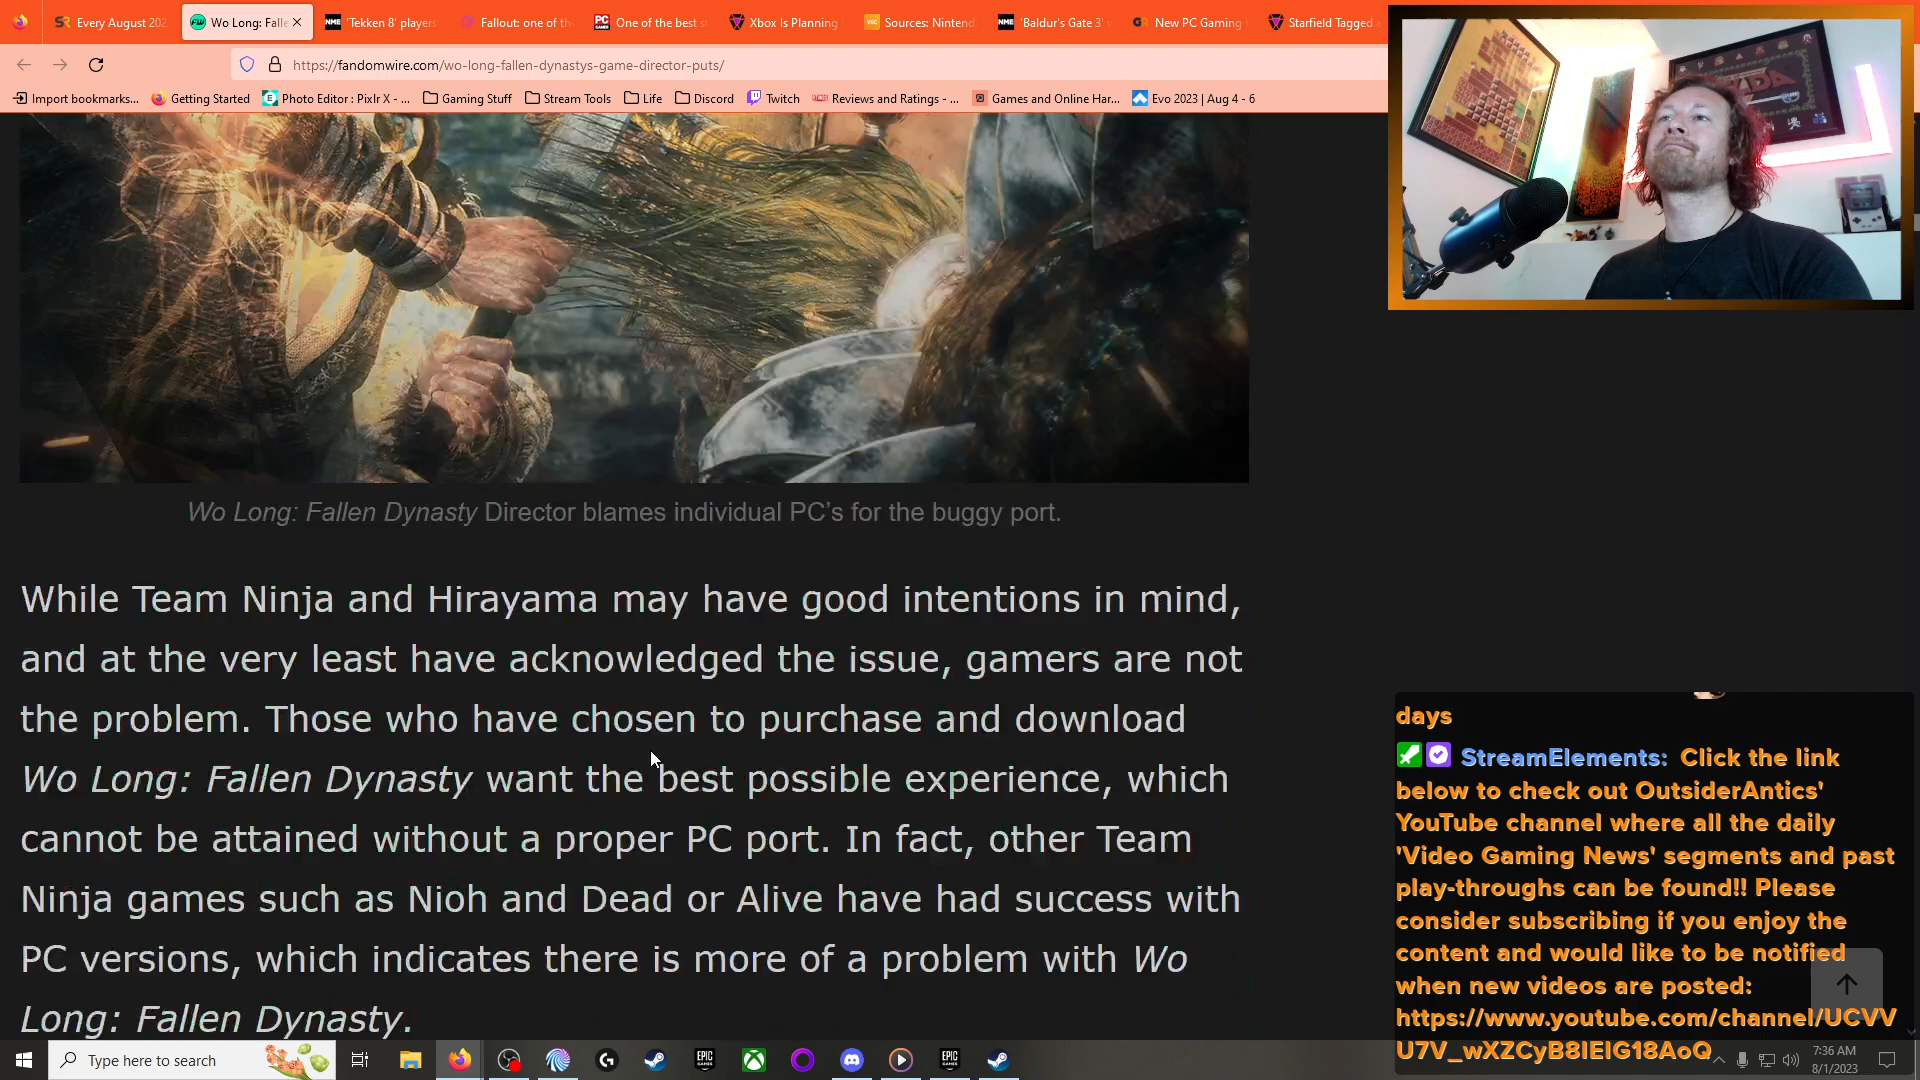 Every August 202
Wo Long: Falle
'Tekken 8' players
Fallout: one of the
One of the best s
Xbox Is Planning
Sources: Nintend
'Baldur's Gate 3'
New PC Gaming
Starfield Tagged a
https://fandomwire.com/wo-long-fallen-dynastys-game-director-puts/
Import bookmarks...
Getting Started
Photo Editor : Pixlr X - ...
Gaming Stuff
Stream Tools
Life
Discord
Twitch
Reviews and Ratings - ...
Games and Online Har...
Evo 2023 | Aug 4 - 6
Wo Long: Fallen Dynasty Director blames individual PC's for the buggy port.
While Team Ninja and Hirayama may have good intentions in mind,
and at the very least have acknowledged the issue, gamers are not
the problem. Those who have chosen to purchase and download
Wo Long: Fallen Dynasty want the best possible experience, which
cannot be attained without a proper PC port. In fact, other Team
Ninja games such as Nioh and Dead or Alive have had success with
PC versions, which indicates there is more of a problem with Wo
Long: Fallen Dynasty.
days
StreamElements: Click the link
below to check out OutsiderAntics'
YouTube channel where all the daily
'Video Gaming News' segments and past
play-throughs can be found!! Please
consider subscribing if you enjoy the
content and would like to be notified
when new videos are posted:
https://www.youtube.com/channel/UCVV
U7V_wXZCyB8IEIG18AoQ
Type here to search
7:36 AM
8/1/2023